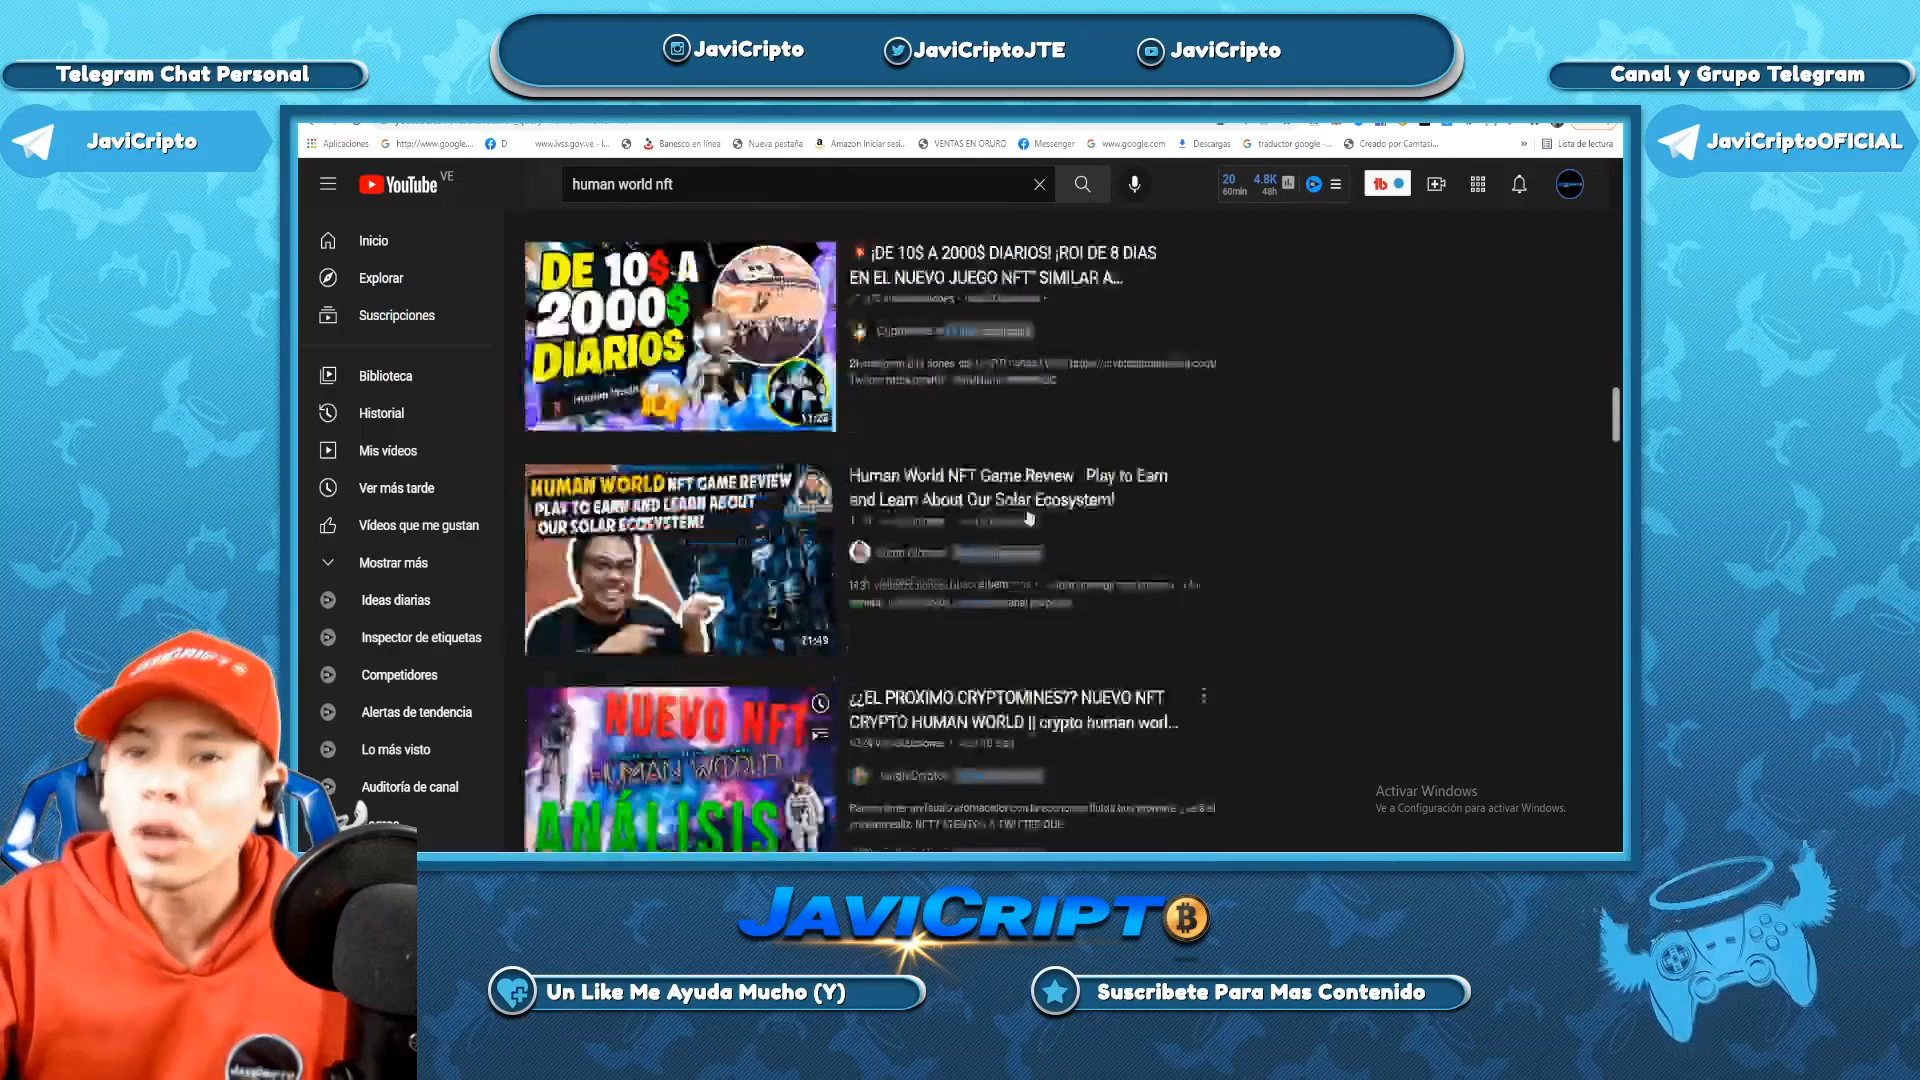 JaviCripto
JaviCriptoJTE
JaviCripto
Telegram Chat Personal
Canal y Grupo Telegram
JaviCripto
JaviCriptoOFICIAL
Aplicaciones
http://www.google...
D
www.ivss.gov.ve - I...
Banesco en línea
Nueva pestaña
Amazon Iniciar sesi...
VENTAS EN ORURO
Messenger
www.google.com
Descargas
traductor google -...
Creado por Camtasi...
»
Lista de lectura
YouTube VE
human world nft
20
60min
4.8K
48h
tb
Inicio
Explorar
Suscripciones
Biblioteca
Historial
Mis vídeos
Ver más tarde
Vídeos que me gustan
Mostrar más
Ideas diarias
Inspector de etiquetas
Competidores
Alertas de tendencia
Lo más visto
Auditoría de canal
DE 10$ A
2000$
DIARIOS
¡DE 10$ A 2000$ DIARIOS! ¡ROI DE 8 DIAS
EN EL NUEVO JUEGO NFT" SIMILAR A...
HUMAN WORLD NFT GAME REVIEW
PLAY TO EARN AND LEARN ABOUT
OUR SOLAR ECOSYSTEM!
21:49
Human World NFT Game Review Play to Earn
and Learn About Our Solar Ecosystem!
NUEVO NFT
HUMAN WORLD
ANÁLISIS
¿¿EL PROXIMO CRYPTOMINES?? NUEVO NFT
CRYPTO HUMAN WORLD || crypto human worl...
Activar Windows
Ve a Configuración para activar Windows.
JAVICRIPT
Un Like Me Ayuda Mucho (Y)
Suscribete Para Mas Contenido